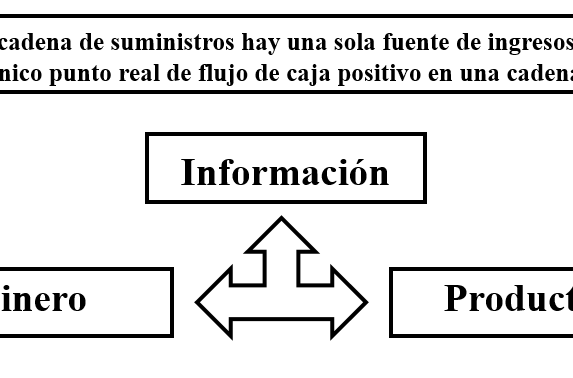 cadena de suministros hay una sola fuente de ingresos
nico punto real de flujo de caja positivo en una caden
Información
inero
Product